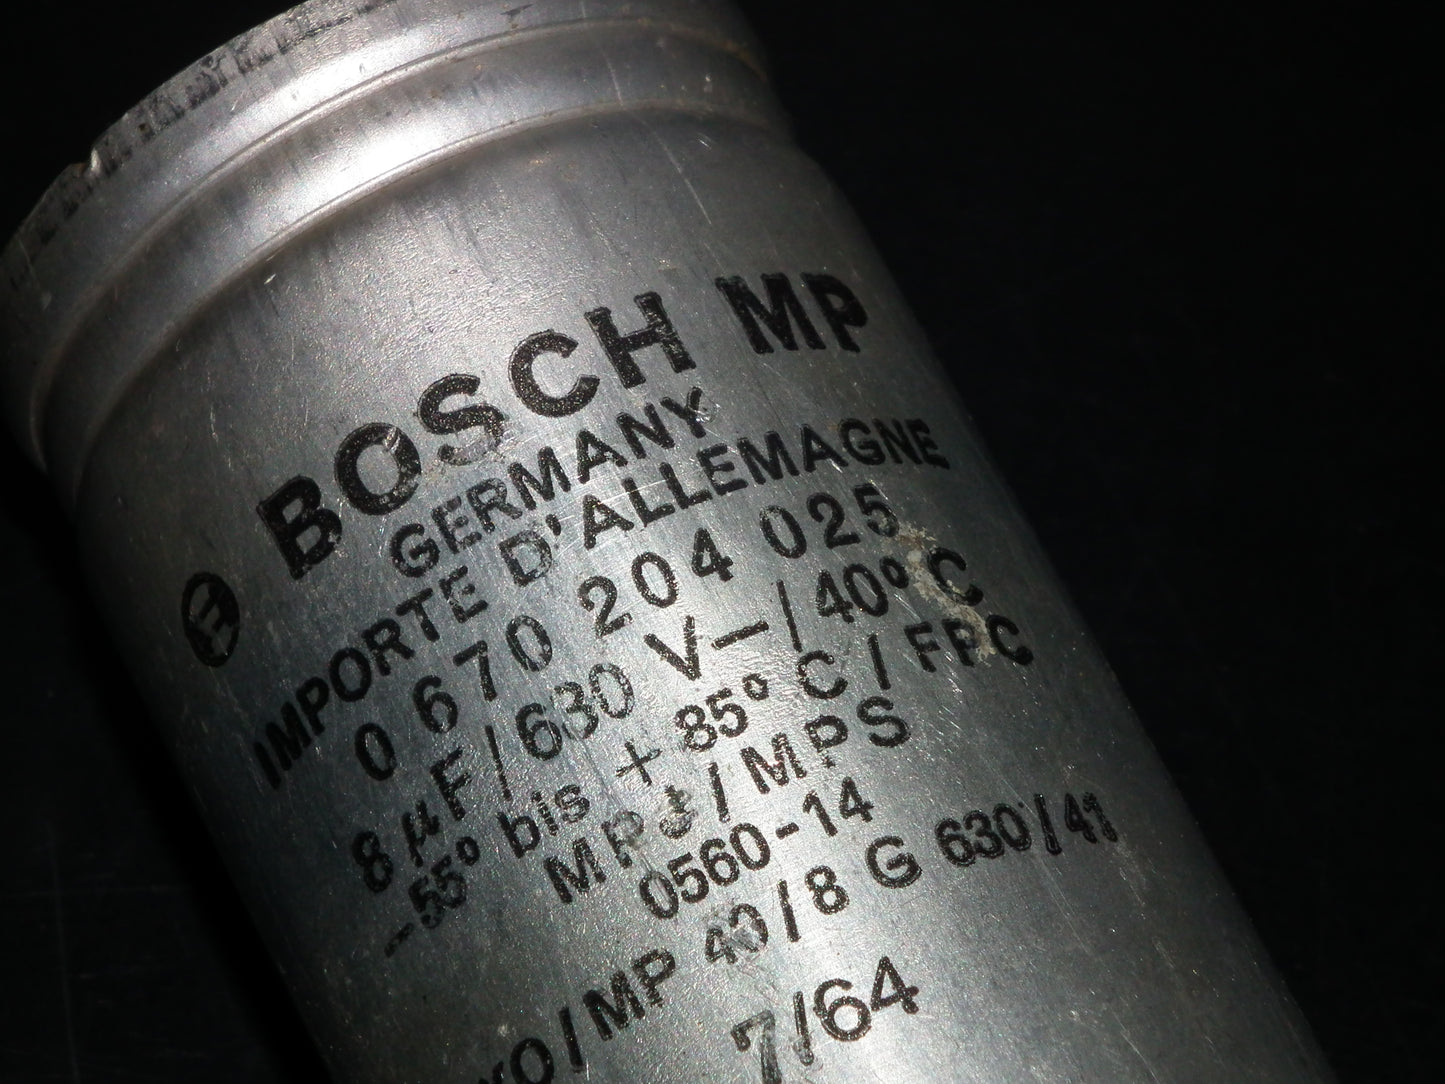 BOSCH MP
GERMANY
IMPORTE D'ALLEMAGNE
0 670 204 025
8 µF / 630 V— / 40° C
-55° bis + 85° C / FPC
/ MPS
0560-14
/ MP 40 / 8 G 630 / 41
7/64